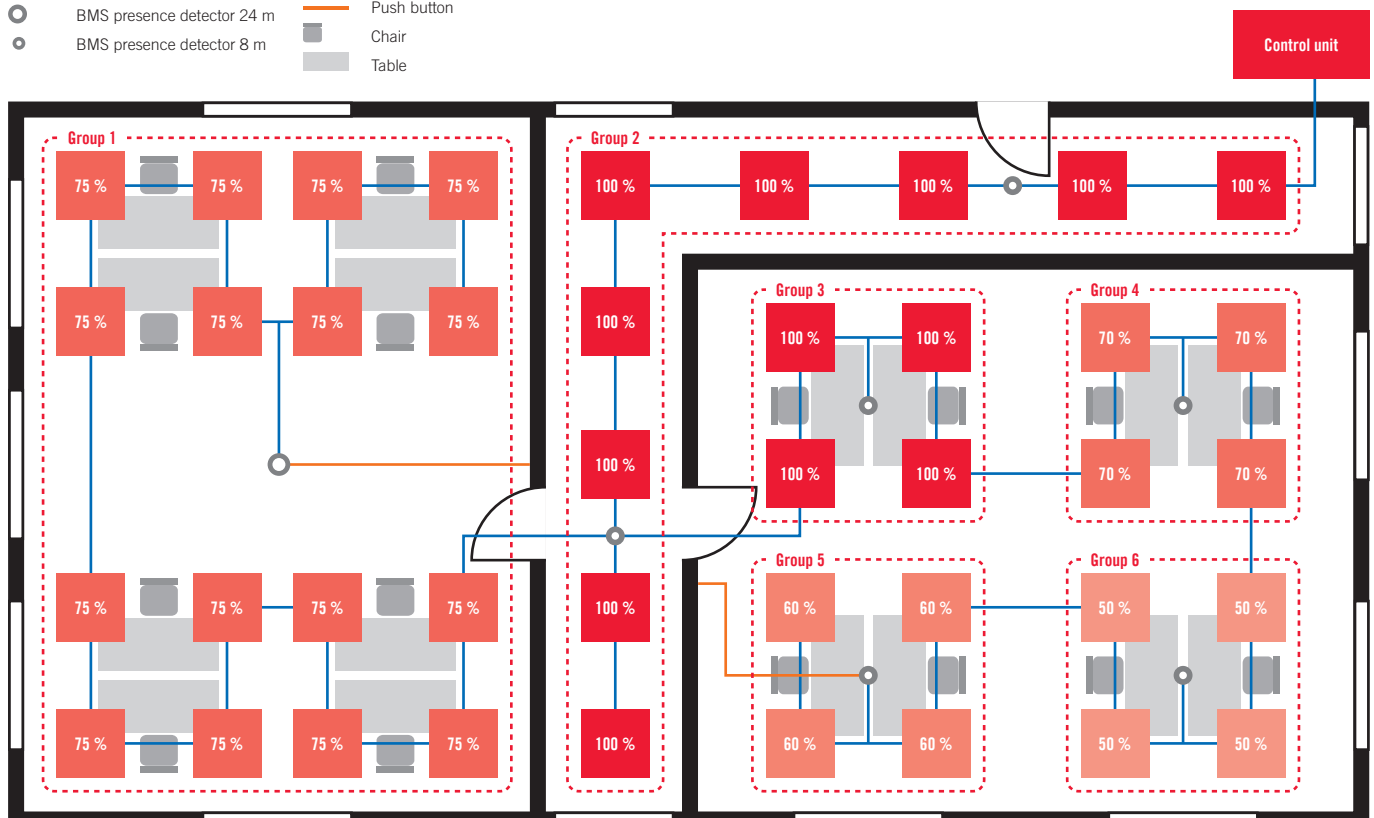 BMS presence detector 24 m
BMS presence detector 8 m
Push button
Chair
Table
Control unit
Group 1
75 % 75 % 75 % 75 %
75 % 75 % 75 % 75 %
75 % 75 % 75 % 75 %
75 % 75 % 75 % 75 %
Group 2
100 % 100 % 100 % 100 % 100 %
100 %
100 %
100 %
100 %
Group 3
100 % 100 %
100 % 100 %
Group 4
70 % 70 %
70 % 70 %
Group 5
60 % 60 %
60 % 60 %
Group 6
50 % 50 %
50 % 50 %